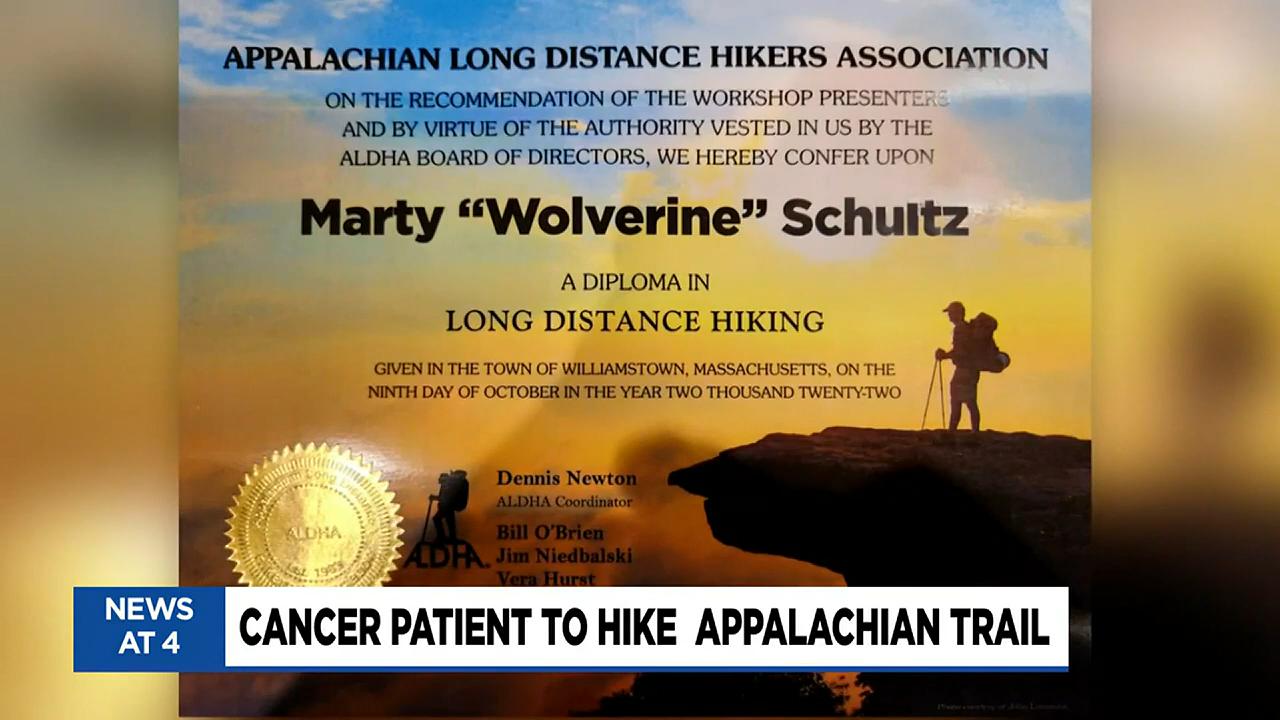 APPALACHIAN LONG DISTANCE HIKERS ASSOCIATION
ON THE RECOMMENDATION OF THE WORKSHOP PRESENTERS
AND BY VIRTUE OF THE AUTHORITY VESTED IN US BY THE
ALDHA BOARD OF DIRECTORS, WE HEREBY CONFER UPON
Marty “Wolverine” Schultz
A DIPLOMA IN
LONG DISTANCE HIKING
GIVEN IN THE TOWN OF WILLIAMSTOWN, MASSACHUSETTS, ON THE
NINTH DAY OF OCTOBER IN THE YEAR TWO THOUSAND TWENTY-TWO
ALDHA
ALDHA
Dennis Newton
ALDHA Coordinator
Bill O’Brien
Jim Niedbalski
Vera Hurst
NEWS
AT 4
CANCER PATIENT TO HIKE APPALACHIAN TRAIL